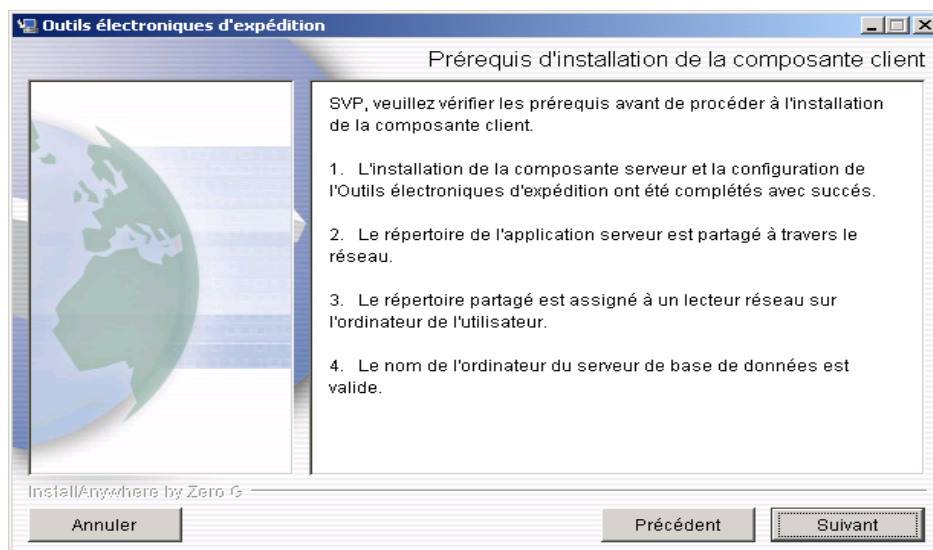 Outils électroniques d'expédition
Prérequis d'installation de la composante client
SVP, veuillez vérifier les prérequis avant de procéder à l'installation
de la composante client.
1. L'installation de la composante serveur et la configuration de
l'Outils électroniques d'expédition ont été complétés avec succés.
2. Le répertoire de l'application serveur est partagé à travers le
réseau.
3. Le répertoire partagé est assigné à un lecteur réseau sur
l'ordinateur de l'utilisateur.
4. Le nom de l'ordinateur du serveur de base de données est
valide.
InstallAnywhere by Zero G
Annuler
Précédent
Suivant